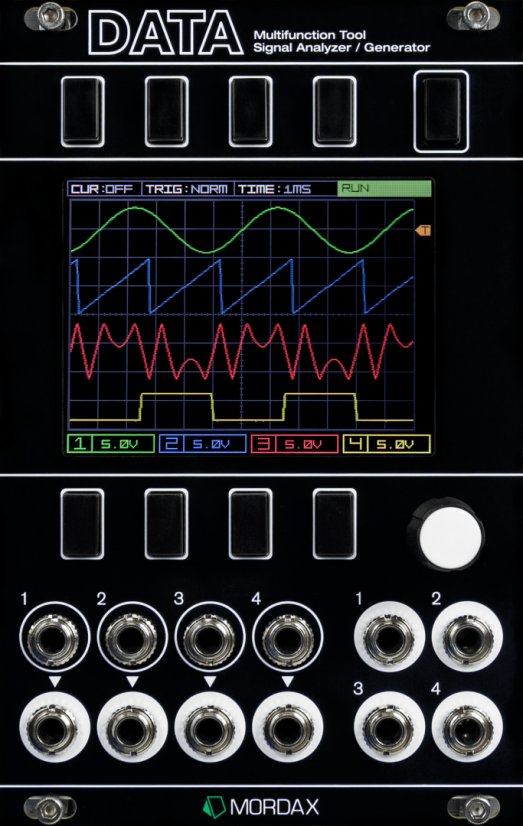 DATA
Multifunction Tool
Signal Analyzer / Generator
CUR:OFF TRIG:NORM TIME:1MS RUN
T
1 5.0V 2 5.0V 3 5.0V 4 5.0V
1 2 3 4 1 2
3 4
MORDAX